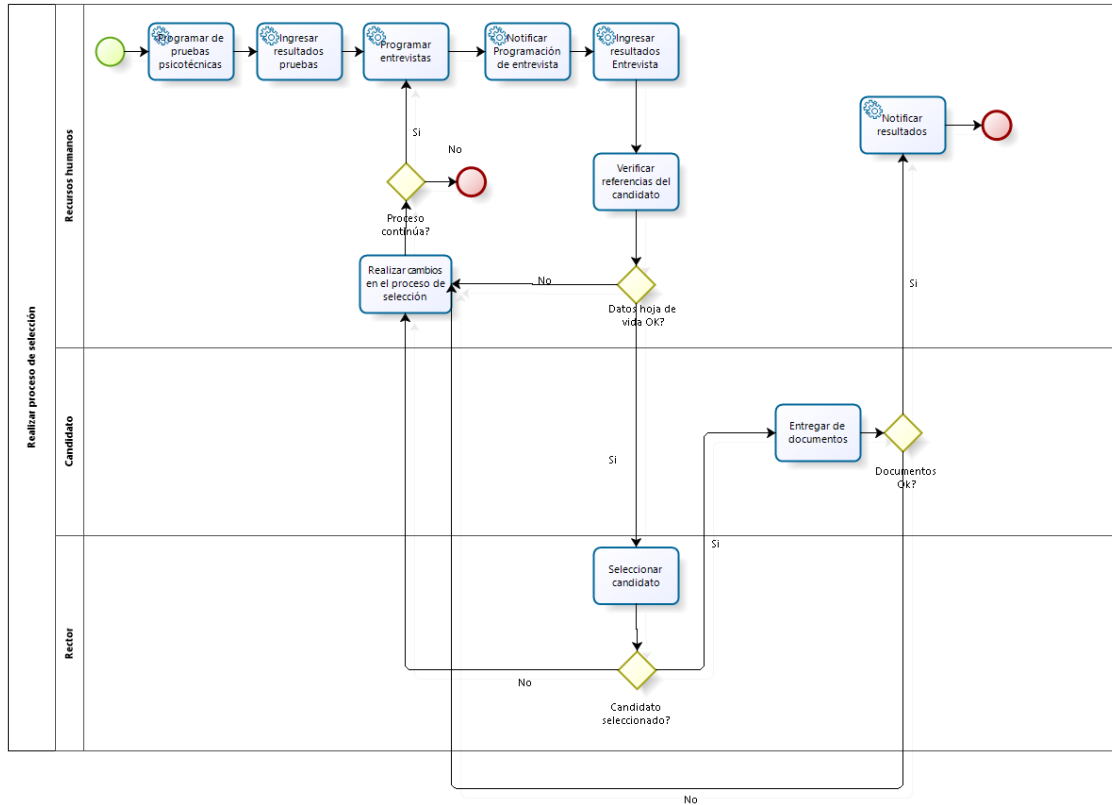 Realizar proceso de selección
Recursos humanos
Programar de
pruebas
psicotécnicas
Ingresar
resultados
pruebas
Programar
entrevistas
Notificar
Programación
de entrevista
Ingresar
resultados
Entrevista
Si
No
Proceso
continúa?
Verificar
referencias del
candidato
Notificar
resultados
Realizar cambios
en el proceso de
selección
No
Datos hoja de
vida OK?
Si
Candidato
Si
Entregar de
documentos
Documentos
Ok?
Rector
Si
Seleccionar
candidato
No
Candidato
seleccionado?
No